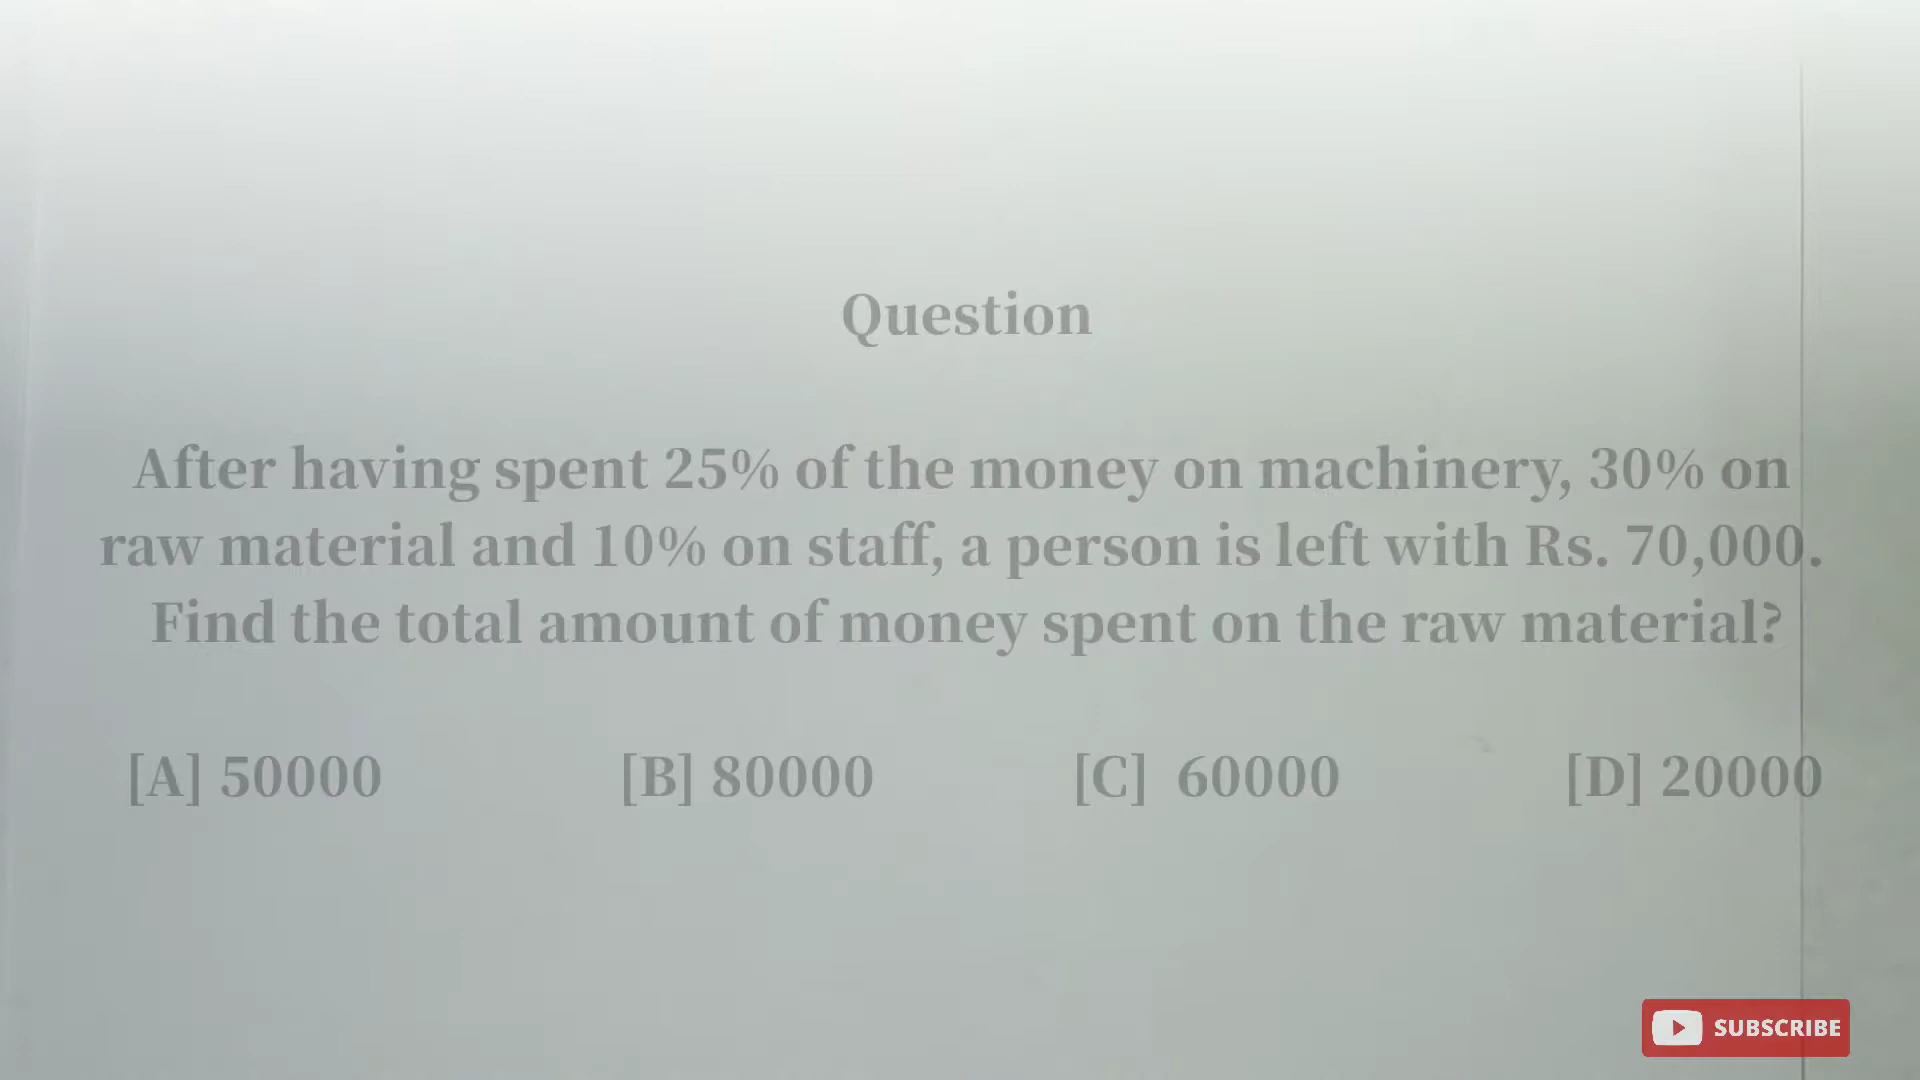 Question
After having spent 25% of the money on machinery, 30% on
raw material and 10% on staff, a person is left with Rs. 70,000.
Find the total amount of money spent on the raw material?
[A] 50000 [B] 80000 [C] 60000 [D] 20000
SUBSCRIBE